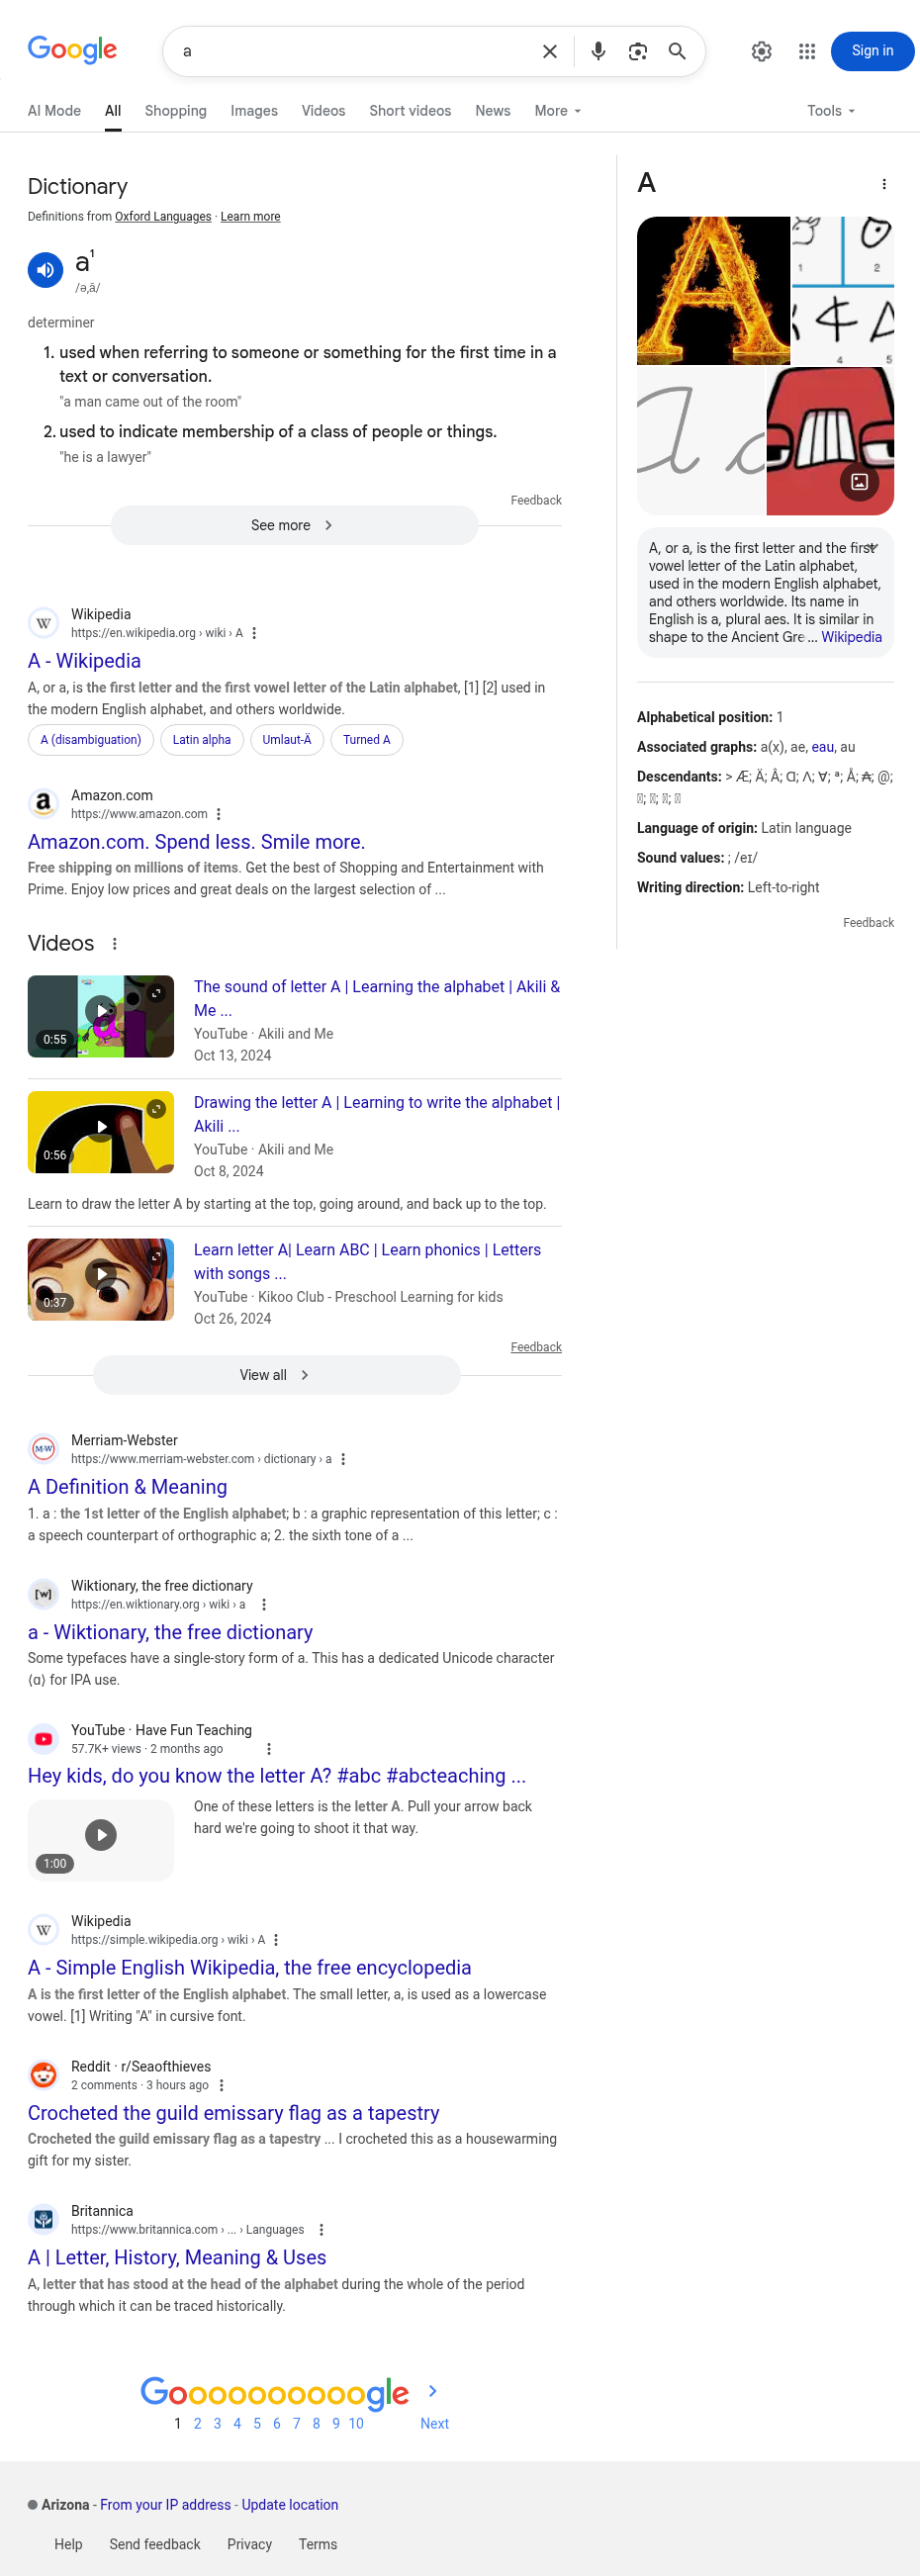 Google
a
Sign in
AI Mode
All
Shopping
Images
Videos
Short videos
News
More
Tools
Dictionary
Definitions from Oxford Languages · Learn more
a¹
/ə,ā/
determiner
1. used when referring to someone or something for the first time in a
text or conversation.
"a man came out of the room"
2. used to indicate membership of a class of people or things.
"he is a lawyer"
Feedback
See more
Wikipedia
https://en.wikipedia.org › wiki › A
A - Wikipedia
A, or a, is the first letter and the first vowel letter of the Latin alphabet, [1] [2] used in
the modern English alphabet, and others worldwide.
A (disambiguation)
Latin alpha
Umlaut-Ä
Turned A
Amazon.com
https://www.amazon.com
Amazon.com. Spend less. Smile more.
Free shipping on millions of items. Get the best of Shopping and Entertainment with
Prime. Enjoy low prices and great deals on the largest selection of ...
Videos
The sound of letter A | Learning the alphabet | Akili &
Me ...
YouTube · Akili and Me
Oct 13, 2024
0:55
Drawing the letter A | Learning to write the alphabet |
Akili ...
YouTube · Akili and Me
Oct 8, 2024
0:56
Learn to draw the letter A by starting at the top, going around, and back up to the top.
Learn letter A| Learn ABC | Learn phonics | Letters
with songs ...
YouTube · Kikoo Club - Preschool Learning for kids
Oct 26, 2024
0:37
Feedback
View all
Merriam-Webster
https://www.merriam-webster.com › dictionary › a
A Definition & Meaning
1. a : the 1st letter of the English alphabet; b : a graphic representation of this letter; c :
a speech counterpart of orthographic a; 2. the sixth tone of a ...
Wiktionary, the free dictionary
https://en.wiktionary.org › wiki › a
a - Wiktionary, the free dictionary
Some typefaces have a single-story form of a. This has a dedicated Unicode character
⟨ɑ⟩ for IPA use.
YouTube · Have Fun Teaching
57.7K+ views · 2 months ago
Hey kids, do you know the letter A? #abc #abcteaching ...
One of these letters is the letter A. Pull your arrow back
hard we're going to shoot it that way.
1:00
Wikipedia
https://simple.wikipedia.org › wiki › A
A - Simple English Wikipedia, the free encyclopedia
A is the first letter of the English alphabet. The small letter, a, is used as a lowercase
vowel. [1] Writing "A" in cursive font.
Reddit · r/Seaofthieves
2 comments · 3 hours ago
Crocheted the guild emissary flag as a tapestry
Crocheted the guild emissary flag as a tapestry ... I crocheted this as a housewarming
gift for my sister.
Britannica
https://www.britannica.com › ... › Languages
A | Letter, History, Meaning & Uses
A, letter that has stood at the head of the alphabet during the whole of the period
through which it can be traced historically.
Goooooooooogle
1 2 3 4 5 6 7 8 9 10 Next
A
A
1
2
4
5
a
A, or a, is the first letter and the first
vowel letter of the Latin alphabet,
used in the modern English alphabet,
and others worldwide. Its name in
English is a, plural aes. It is similar in
shape to the Ancient Gre ... Wikipedia
Alphabetical position: 1
Associated graphs: a(x), ae, eau, au
Descendants: > Æ; Ä; Â; Ɑ; Λ; Ɐ; ª; Å; ₳; @;
Language of origin: Latin language
Sound values: ; /eɪ/
Writing direction: Left-to-right
Feedback
Arizona - From your IP address - Update location
Help
Send feedback
Privacy
Terms